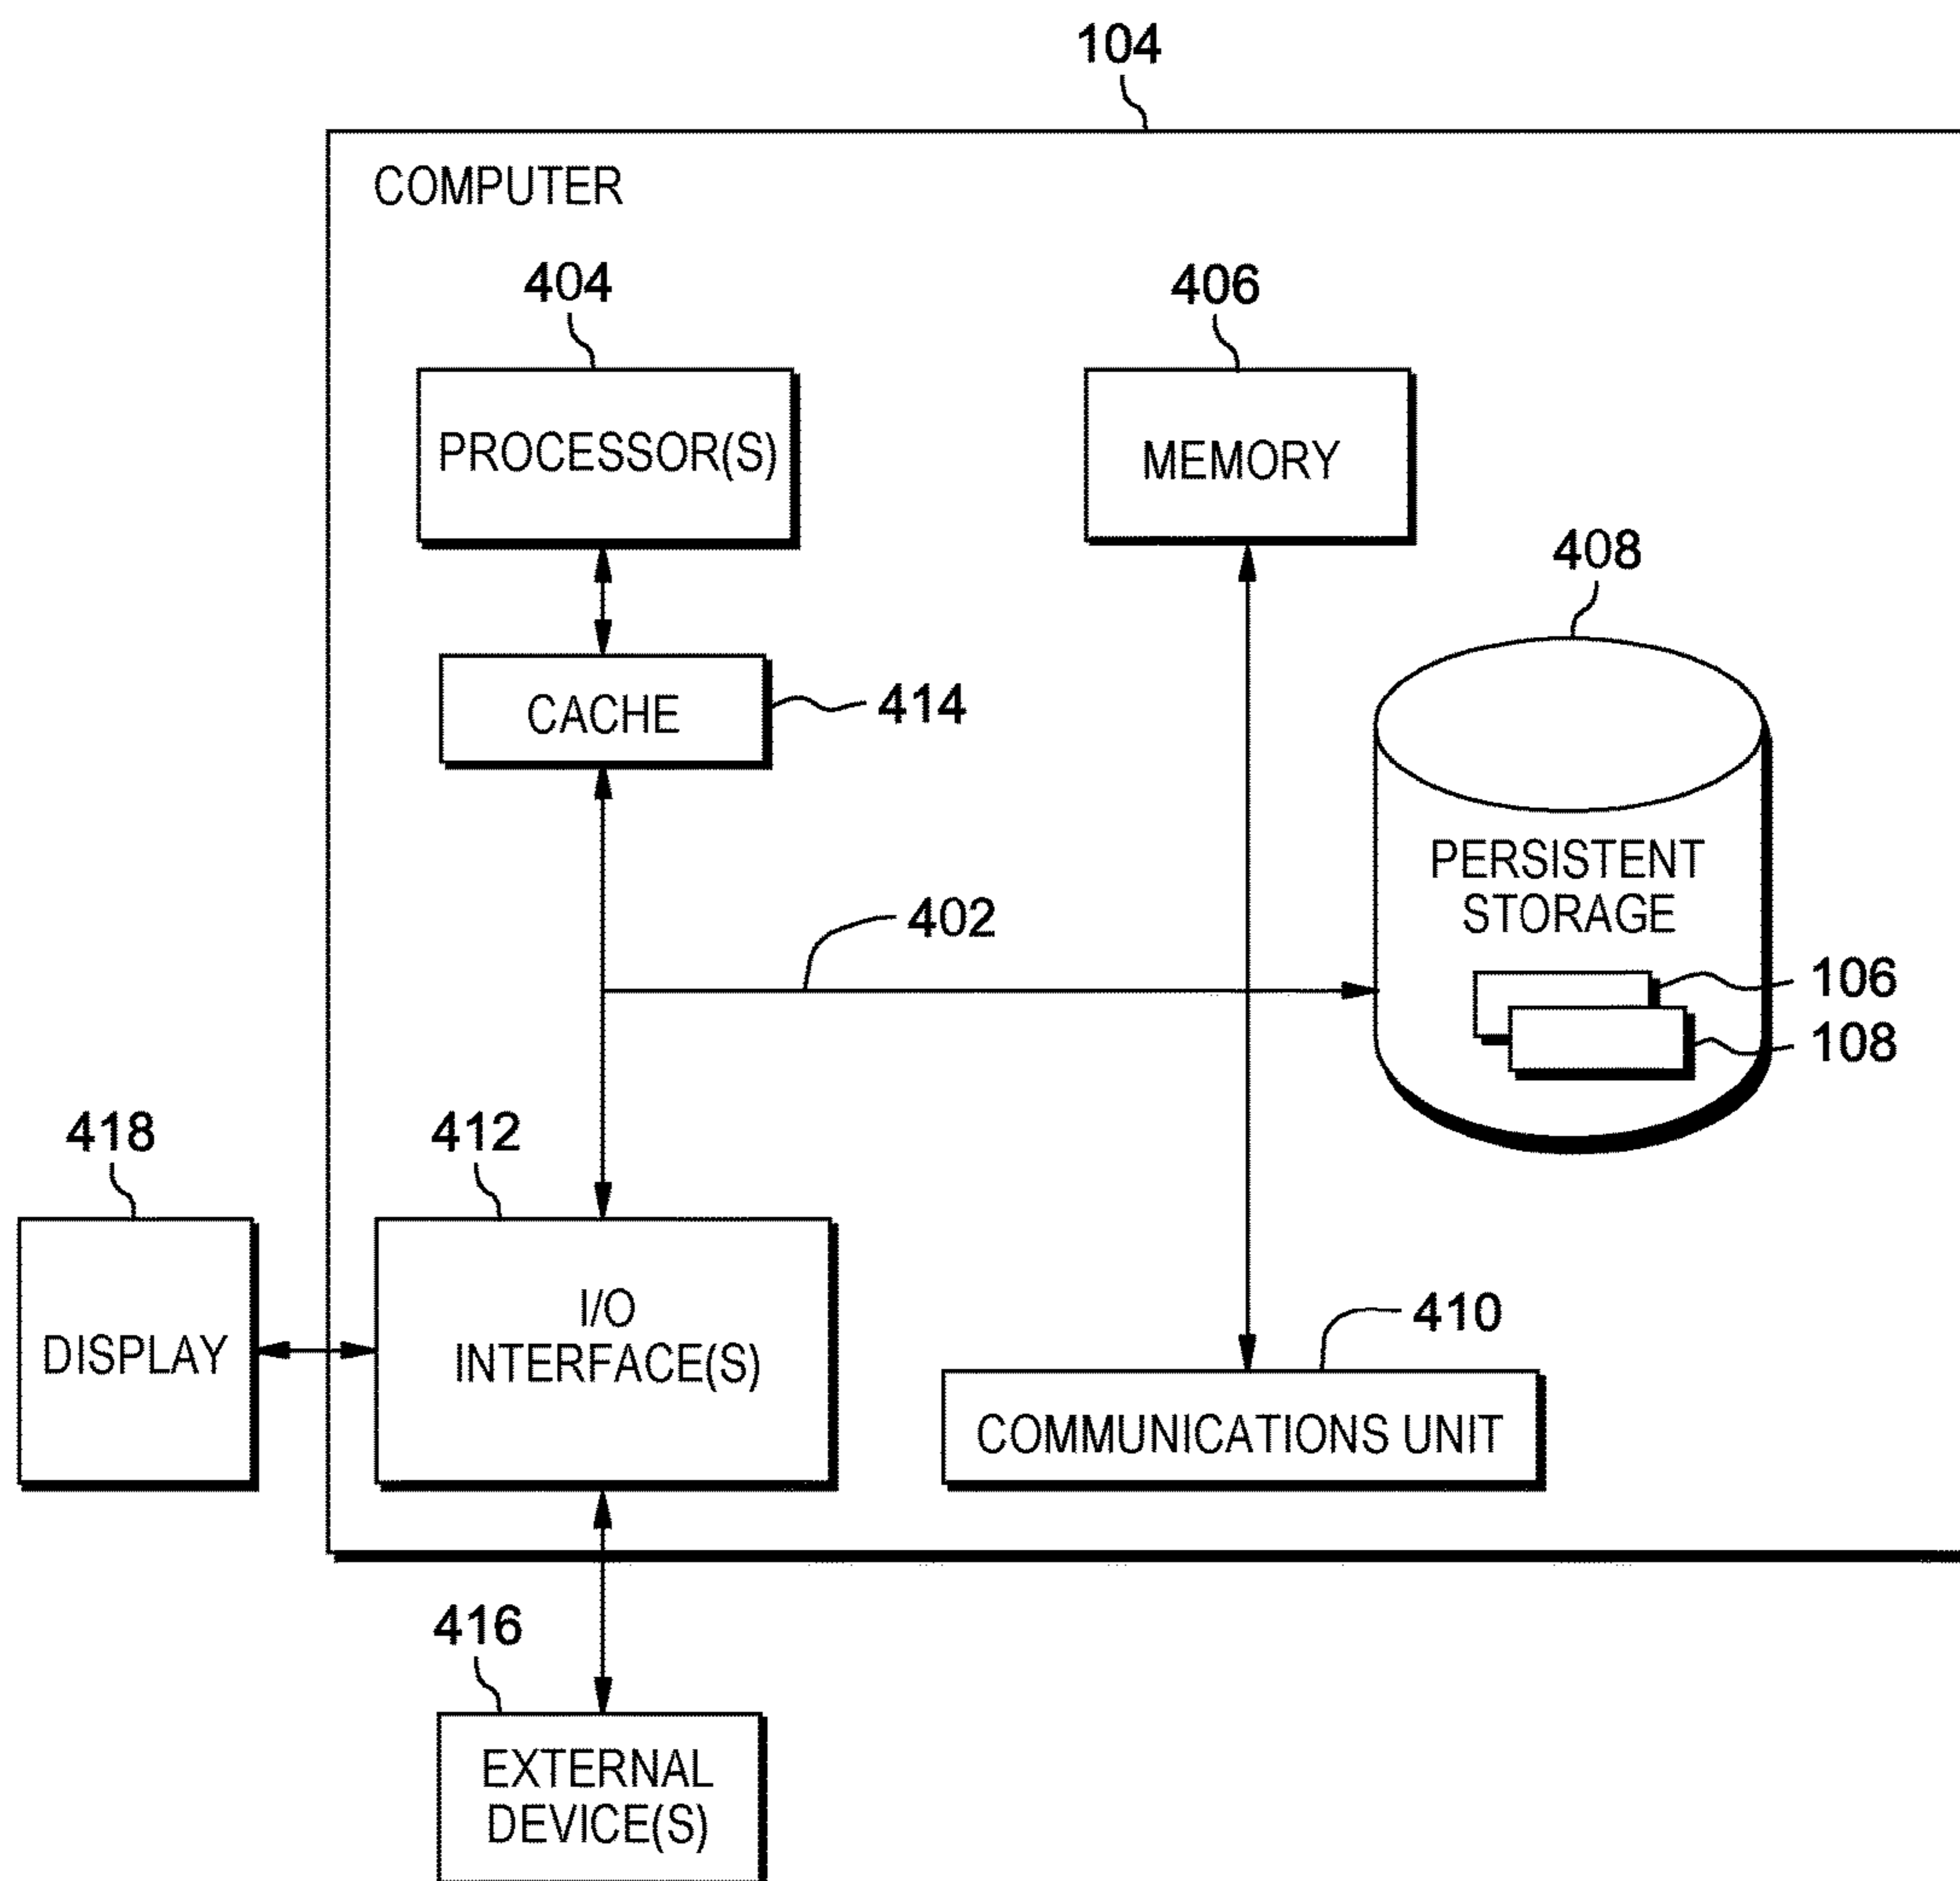 104
COMPUTER
404
406
PROCESSOR(S)
MEMORY
408
CACHE
414
PERSISTENT
STORAGE
402
106
108
418
412
I/O
INTERFACE(S)
DISPLAY
410
COMMUNICATIONS UNIT
416
EXTERNAL
DEVICE(S)